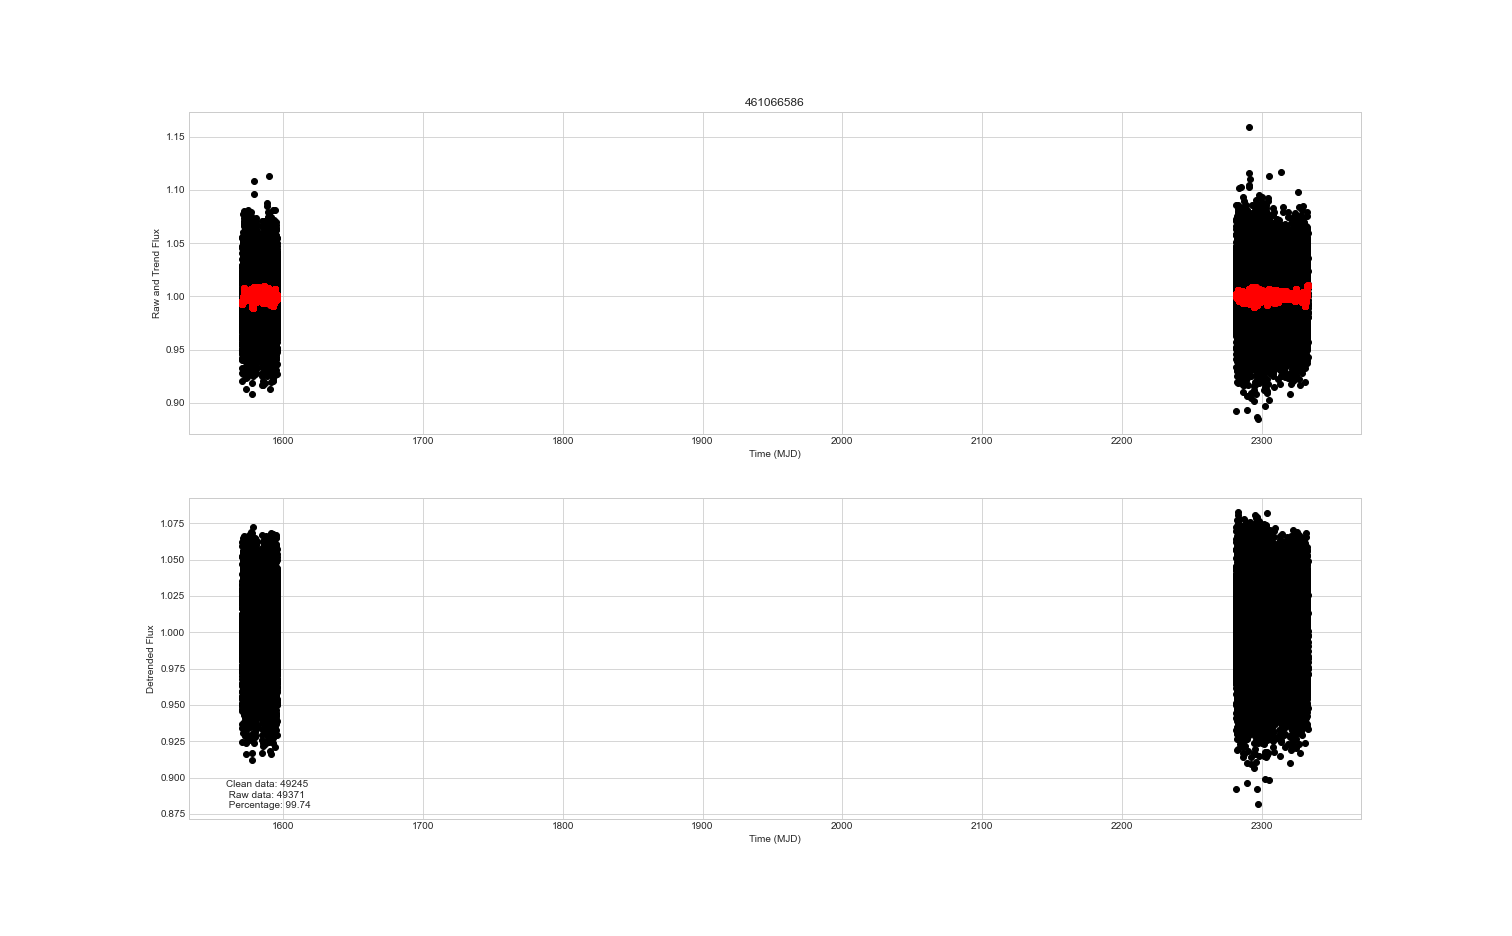 461066586
1.15
1.10
1.05
1.00
0.95
0.90
Raw and Trend Flux
1600 1700 1800 1900 2000 2100 2200 2300
Time (MJD)
1.075
1.050
1.025
1.000
0.975
0.950
0.925
0.900
0.875
Detrended Flux
Clean data: 49245
Raw data: 49371
Percentage: 99.74
1600 1700 1800 1900 2000 2100 2200 2300
Time (MJD)